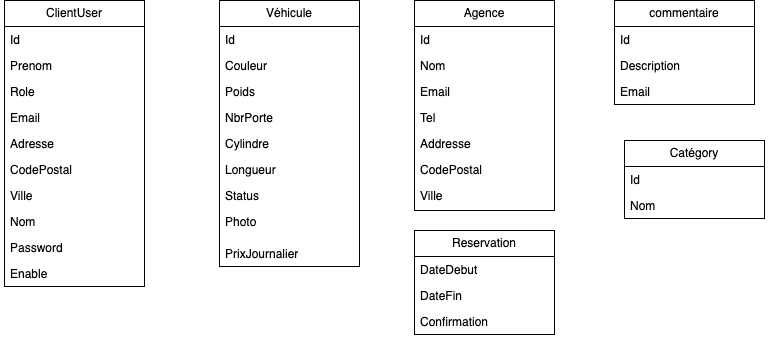 ClientUser
Id
Prenom
Role
Email
Adresse
CodePostal
Ville
Nom
Password
Enable
Véhicule
Id
Couleur
Poids
NbrPorte
Cylindre
Longueur
Status
Photo
PrixJournalier
Agence
Id
Nom
Email
Tel
Addresse
CodePostal
Ville
Reservation
DateDebut
DateFin
Confirmation
commentaire
Id
Description
Email
Catégory
Id
Nom